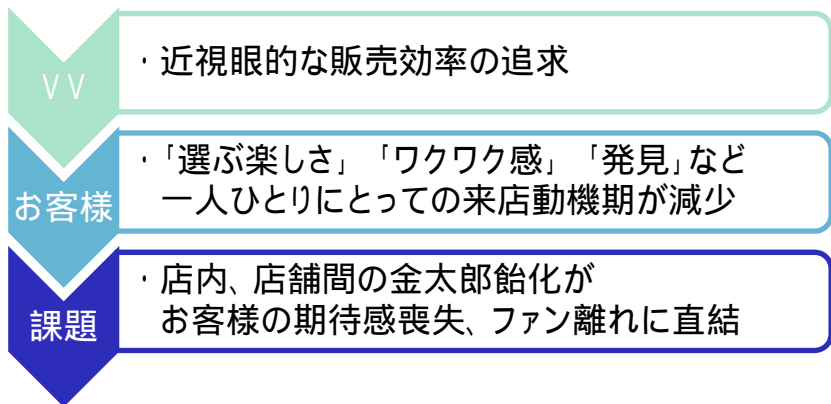 VV
・近視眼的な販売効率の追求
お客様
・「選ぶ楽しさ」「ワクワク感」「発見」など
一人ひとりにとっての来店動機期が減少
課題
・店内、店舗間の金太郎飴化が
お客様の期待感喪失、ファン離れに直結